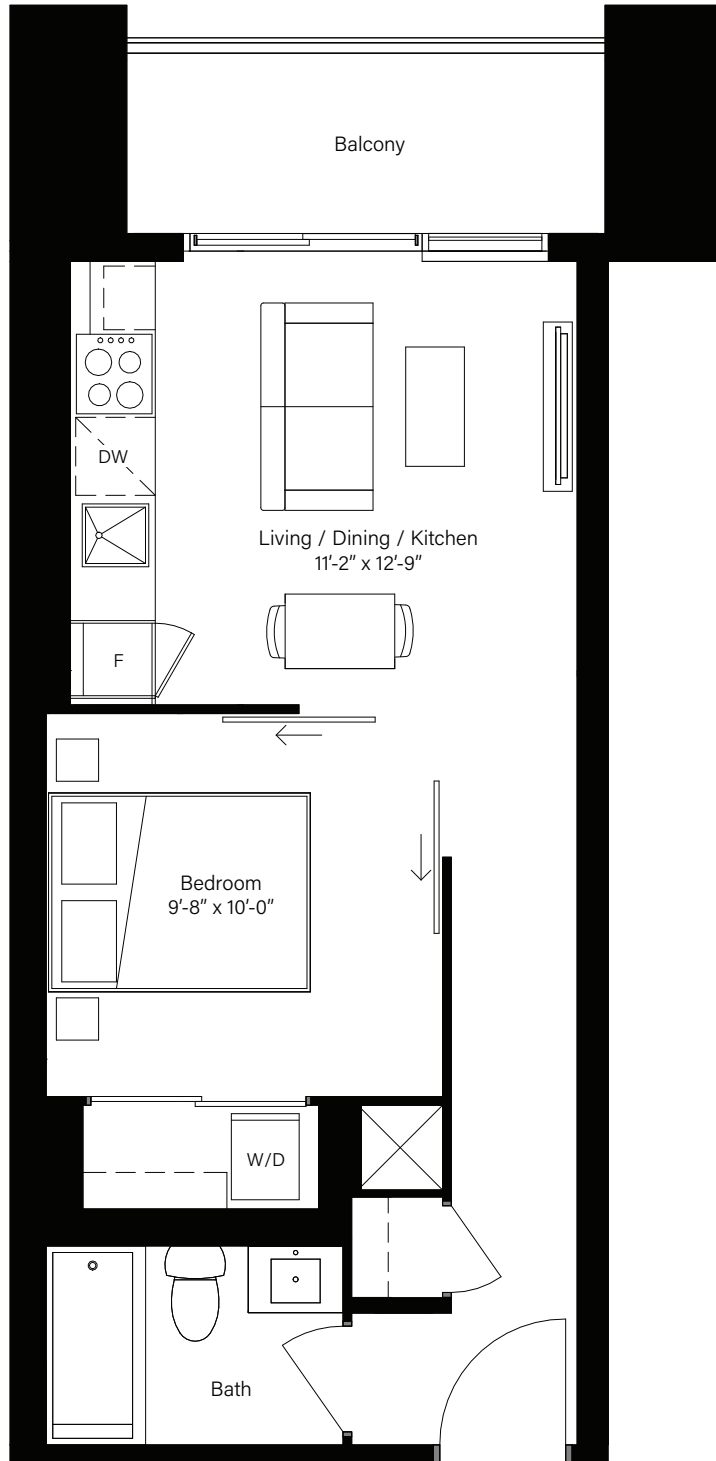 Balcony
DW
Living / Dining / Kitchen
11’-2” x 12’-9”
F
Bedroom
9’-8” x 10’-0”
W/D
Bath